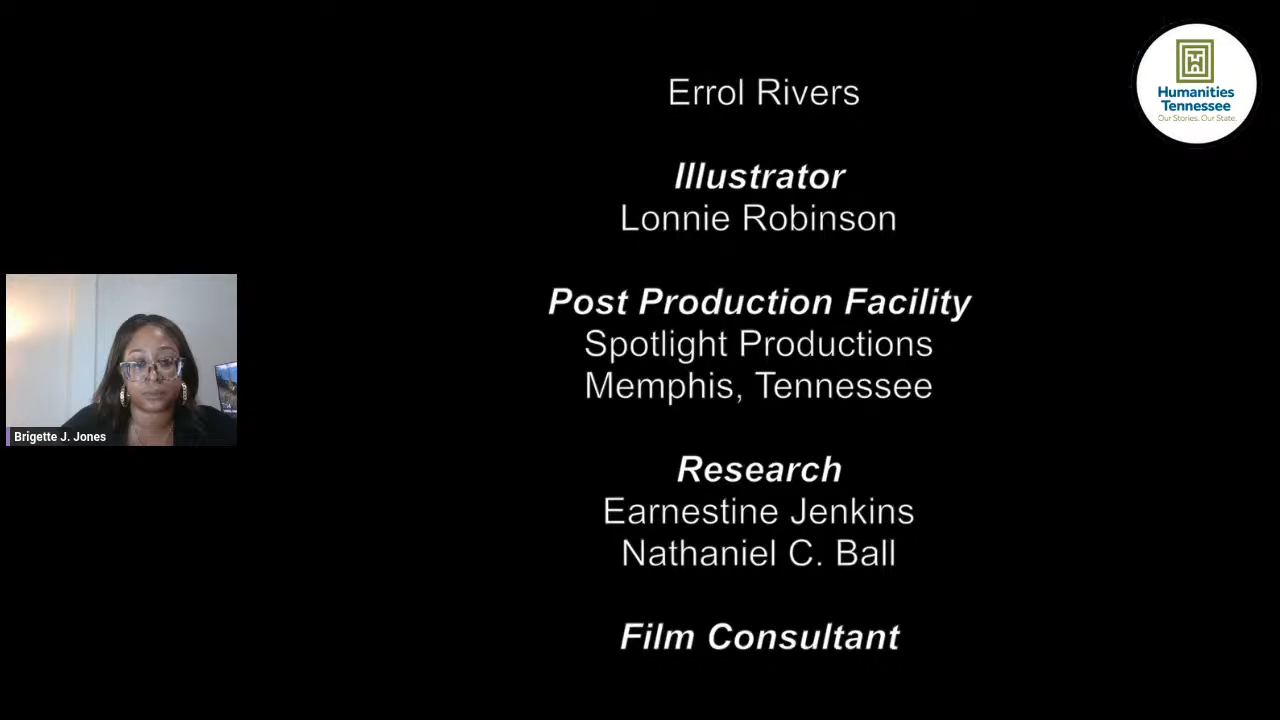 Errol Rivers
Illustrator
Lonnie Robinson
Post Production Facility
Spotlight Productions
Memphis, Tennessee
Research
Earnestine Jenkins
Nathaniel C. Ball
Film Consultant
Humanities
Tennessee
Our Stories. Our State.
Brigette J. Jones